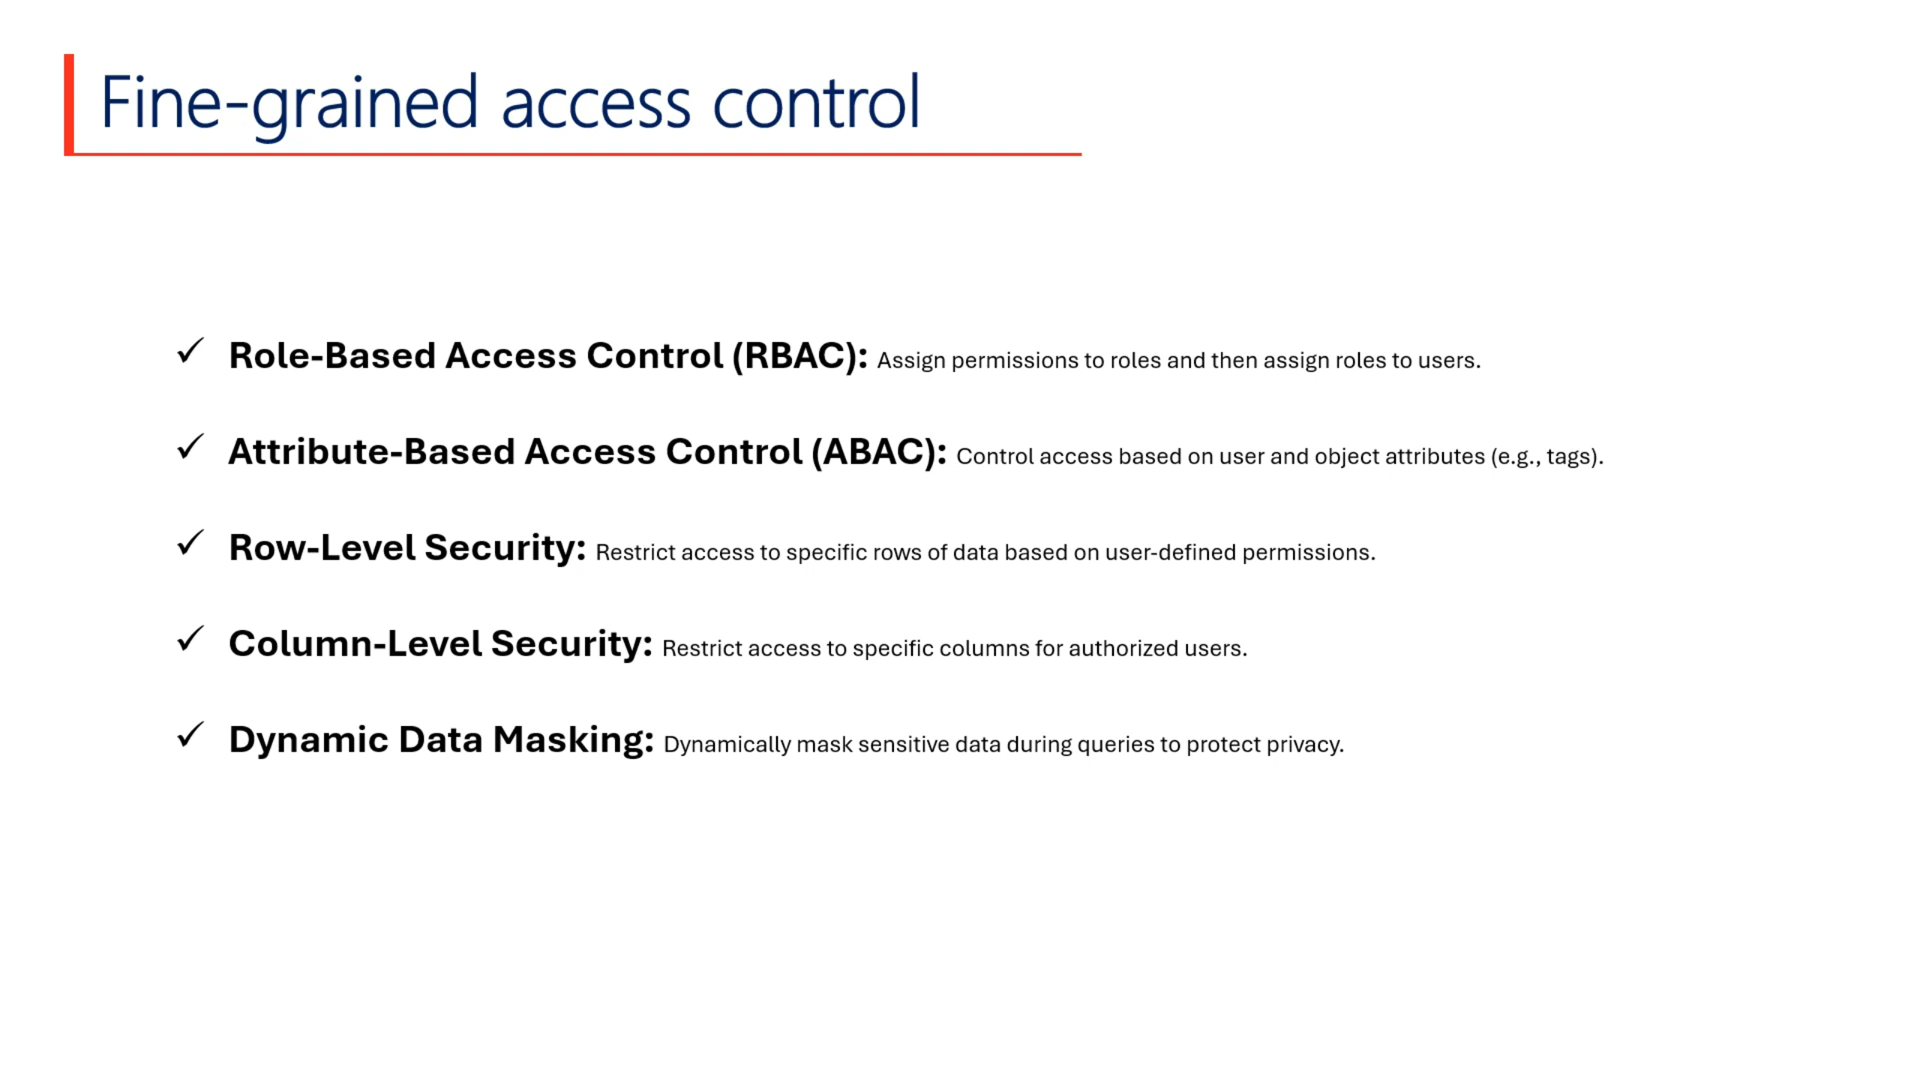 Fine-grained access control
✓ Role-Based Access Control (RBAC): Assign permissions to roles and then assign roles to users.
✓ Attribute-Based Access Control (ABAC): Control access based on user and object attributes (e.g., tags).
✓ Row-Level Security: Restrict access to specific rows of data based on user-defined permissions.
✓ Column-Level Security: Restrict access to specific columns for authorized users.
✓ Dynamic Data Masking: Dynamically mask sensitive data during queries to protect privacy.